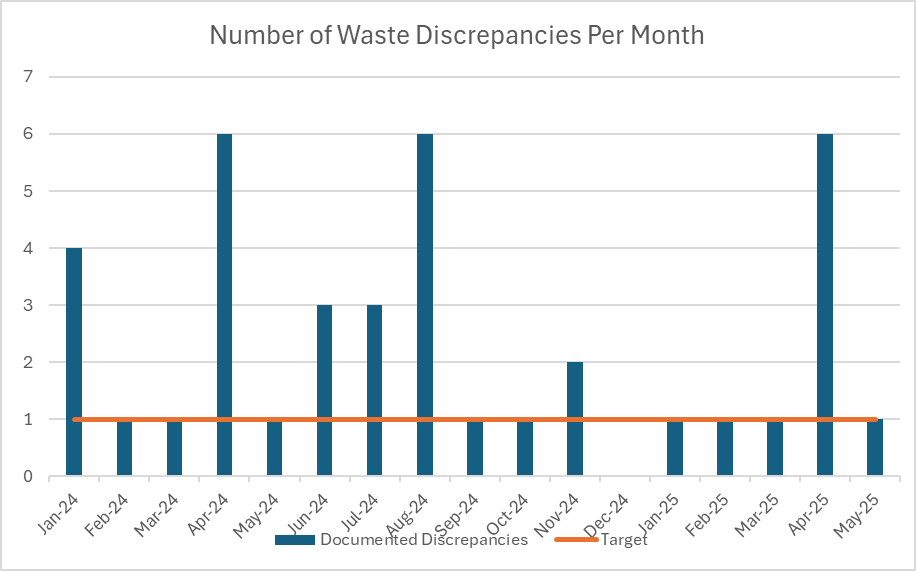 Number of Waste Discrepancies Per Month
7
6
5
4
3
2
1
0
Jan-24 Feb-24 Mar-24 Apr-24 May-24 Jun-24 Jul-24 Aug-24 Sep-24 Oct-24 Nov-24 Dec-24 Jan-25 Feb-25 Mar-25 Apr-25 May-25
Documented Discrepancies Target